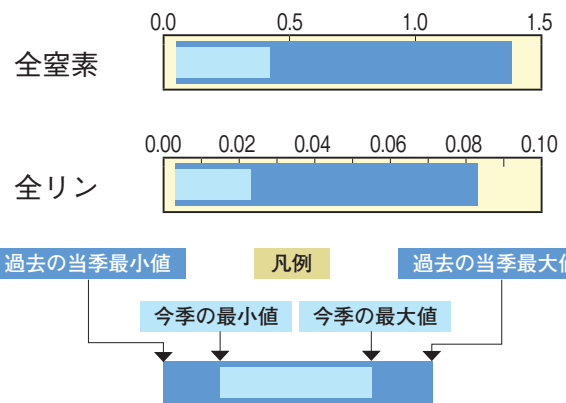 0.0 0.5 1.0 1.5
全窒素
0.00 0.02 0.04 0.06 0.08 0.10
全リン
過去の当季最小値 凡例 過去の当季最大値
今季の最小値 今季の最大値